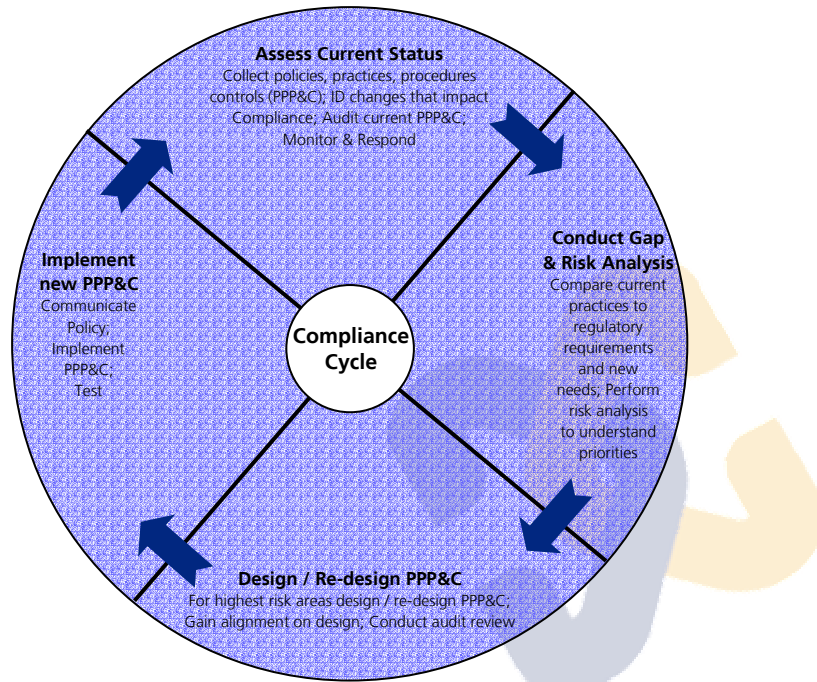 Assess Current Status
Collect policies, practices, procedures
controls (PPP&C); ID changes that impact
Compliance; Audit current PPP&C;
Monitor & Respond
Conduct Gap
& Risk Analysis
Compare current
practices to
regulatory
requirements
and new
needs; Perform
risk analysis
to understand
priorities
Design / Re-design PPP&C
For highest risk areas design / re-design PPP&C;
Gain alignment on design; Conduct audit review
Implement
new PPP&C
Communicate
Policy;
Implement
PPP&C;
Test
Compliance
Cycle